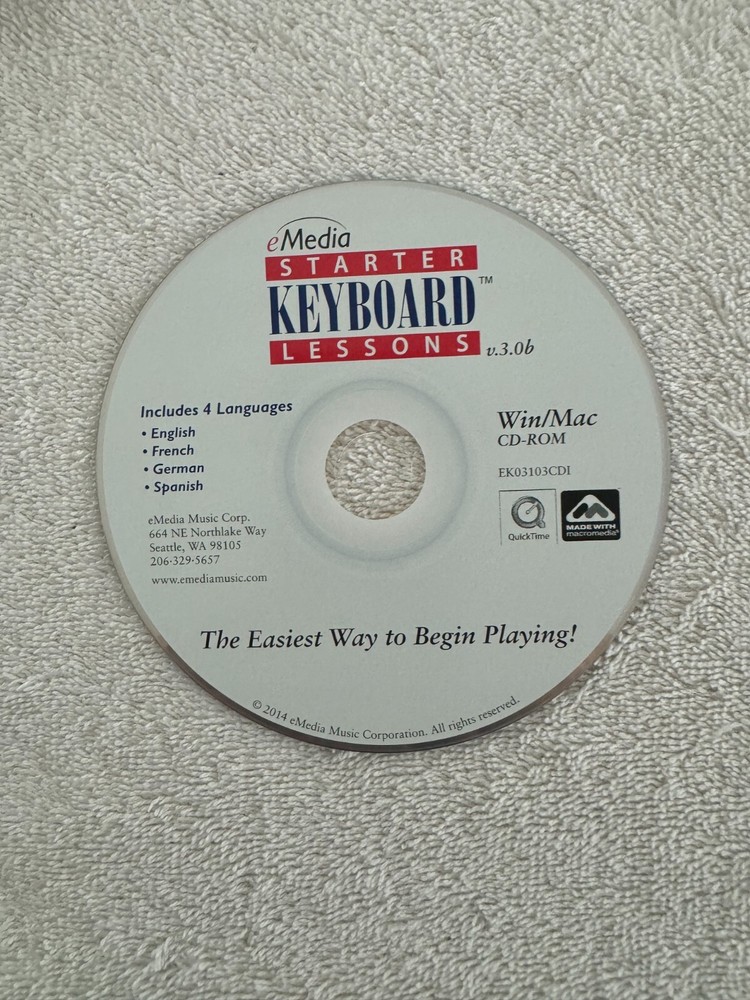 eMedia
STARTER
KEYBOARD™
LESSONS v.3.0b
Includes 4 Languages
• English
• French
• German
• Spanish
eMedia Music Corp.
664 NE Northlake Way
Seattle, WA 98105
206·329·5657
www.emediamusic.com
Win/Mac
CD-ROM
EK03103CDI
QuickTime
MADE WITH
macromedia®
The Easiest Way to Begin Playing!
© 2014 eMedia Music Corporation. All rights reserved.